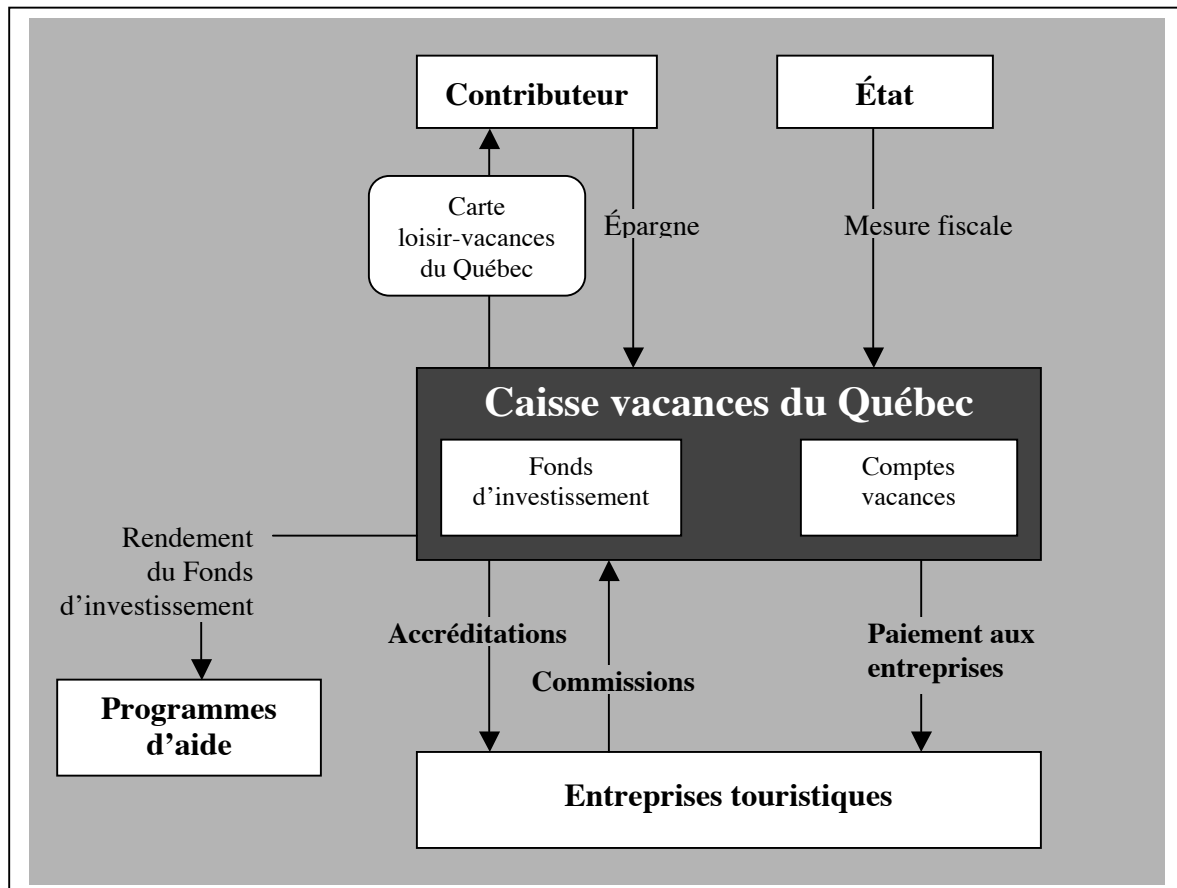 Contributeur
État
Carte
loisir-vacances
du Québec
Épargne
Mesure fiscale
Caisse vacances du Québec
Fonds
d’investissement
Comptes
vacances
Rendement
du Fonds
d’investissement
Accréditations
Commissions
Paiement aux
entreprises
Programmes
d’aide
Entreprises touristiques